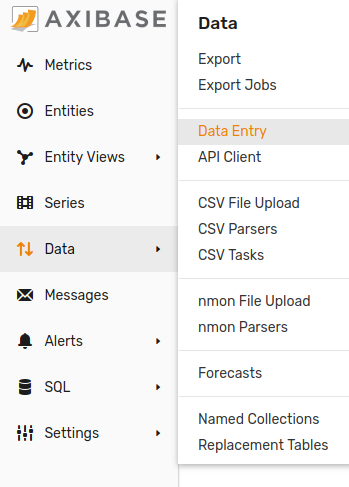 AXIBASE
Metrics
Entities
Entity Views
Series
Data
Messages
Alerts
SQL
Settings
Data
Export
Export Jobs
Data Entry
API Client
CSV File Upload
CSV Parsers
CSV Tasks
nmon File Upload
nmon Parsers
Forecasts
Named Collections
Replacement Tables